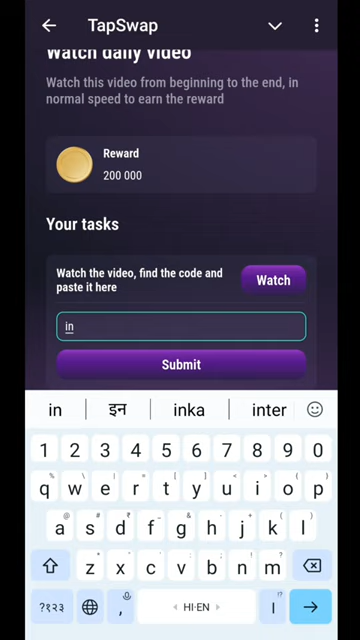 TapSwap
Watch daily video
Watch this video from beginning to the end, in
normal speed to earn the reward
Reward
200 000
Your tasks
Watch the video, find the code and
paste it here
Watch
in
Submit
in इन inka inter
1 2 3 4 5 6 7 8 9 0
q w e r t y u i o p
a s d f g h j k l
z x c v b n m
?१२३ , HI·EN ।